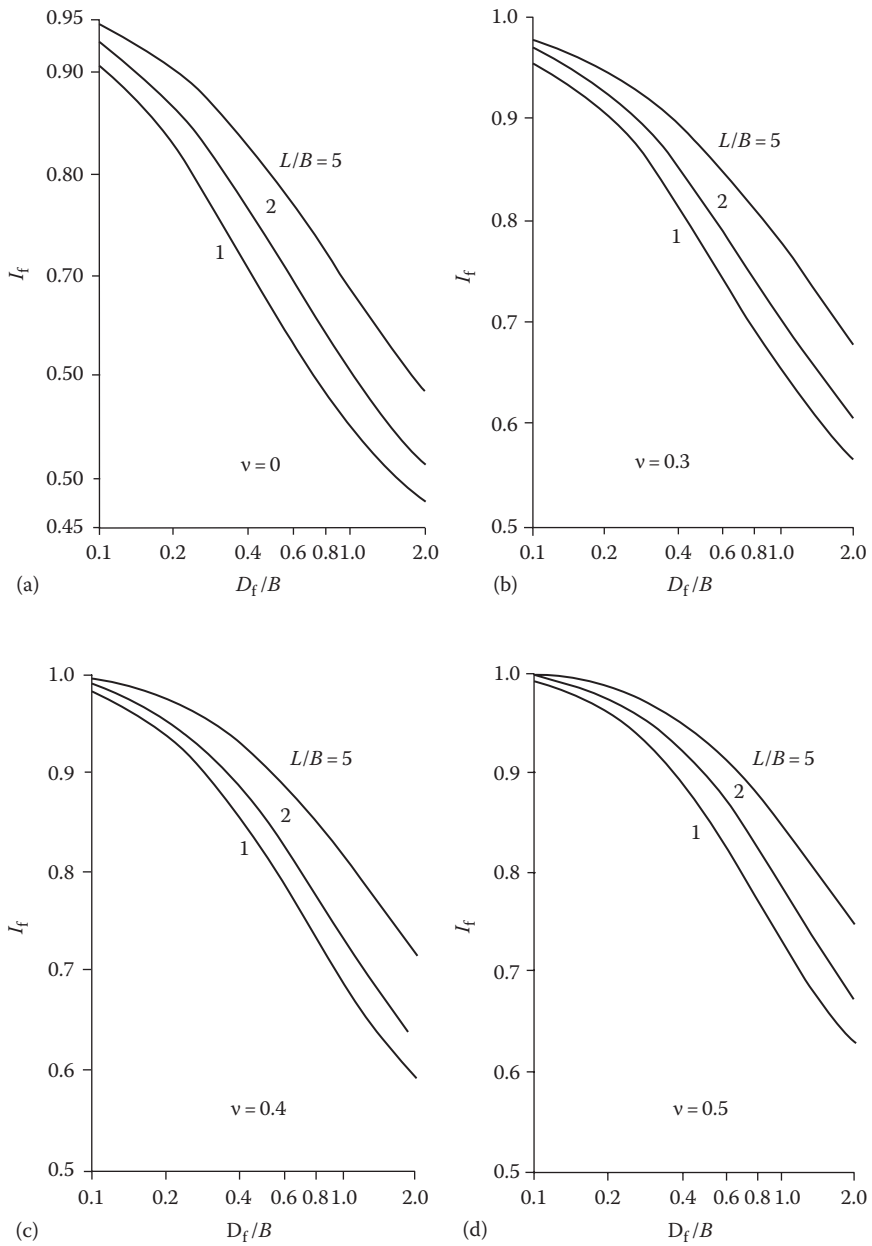 0.95
0.90
0.80
0.70
0.50
0.50
0.45
I_f
L/B = 5
2
1
ν = 0
0.1 0.2 0.4 0.6 0.8 1.0 2.0
D_f/B
(a)
1.0
0.9
0.8
0.7
0.6
0.5
I_f
L/B = 5
2
1
ν = 0.3
0.1 0.2 0.4 0.6 0.8 1.0 2.0
D_f/B
(b)
1.0
0.9
0.8
0.7
0.6
0.5
I_f
L/B = 5
2
1
ν = 0.4
0.1 0.2 0.4 0.6 0.8 1.0 2.0
D_f/B
(c)
1.0
0.9
0.8
0.7
0.6
0.5
I_f
L/B = 5
2
1
ν = 0.5
0.1 0.2 0.4 0.6 0.8 1.0 2.0
D_f/B
(d)